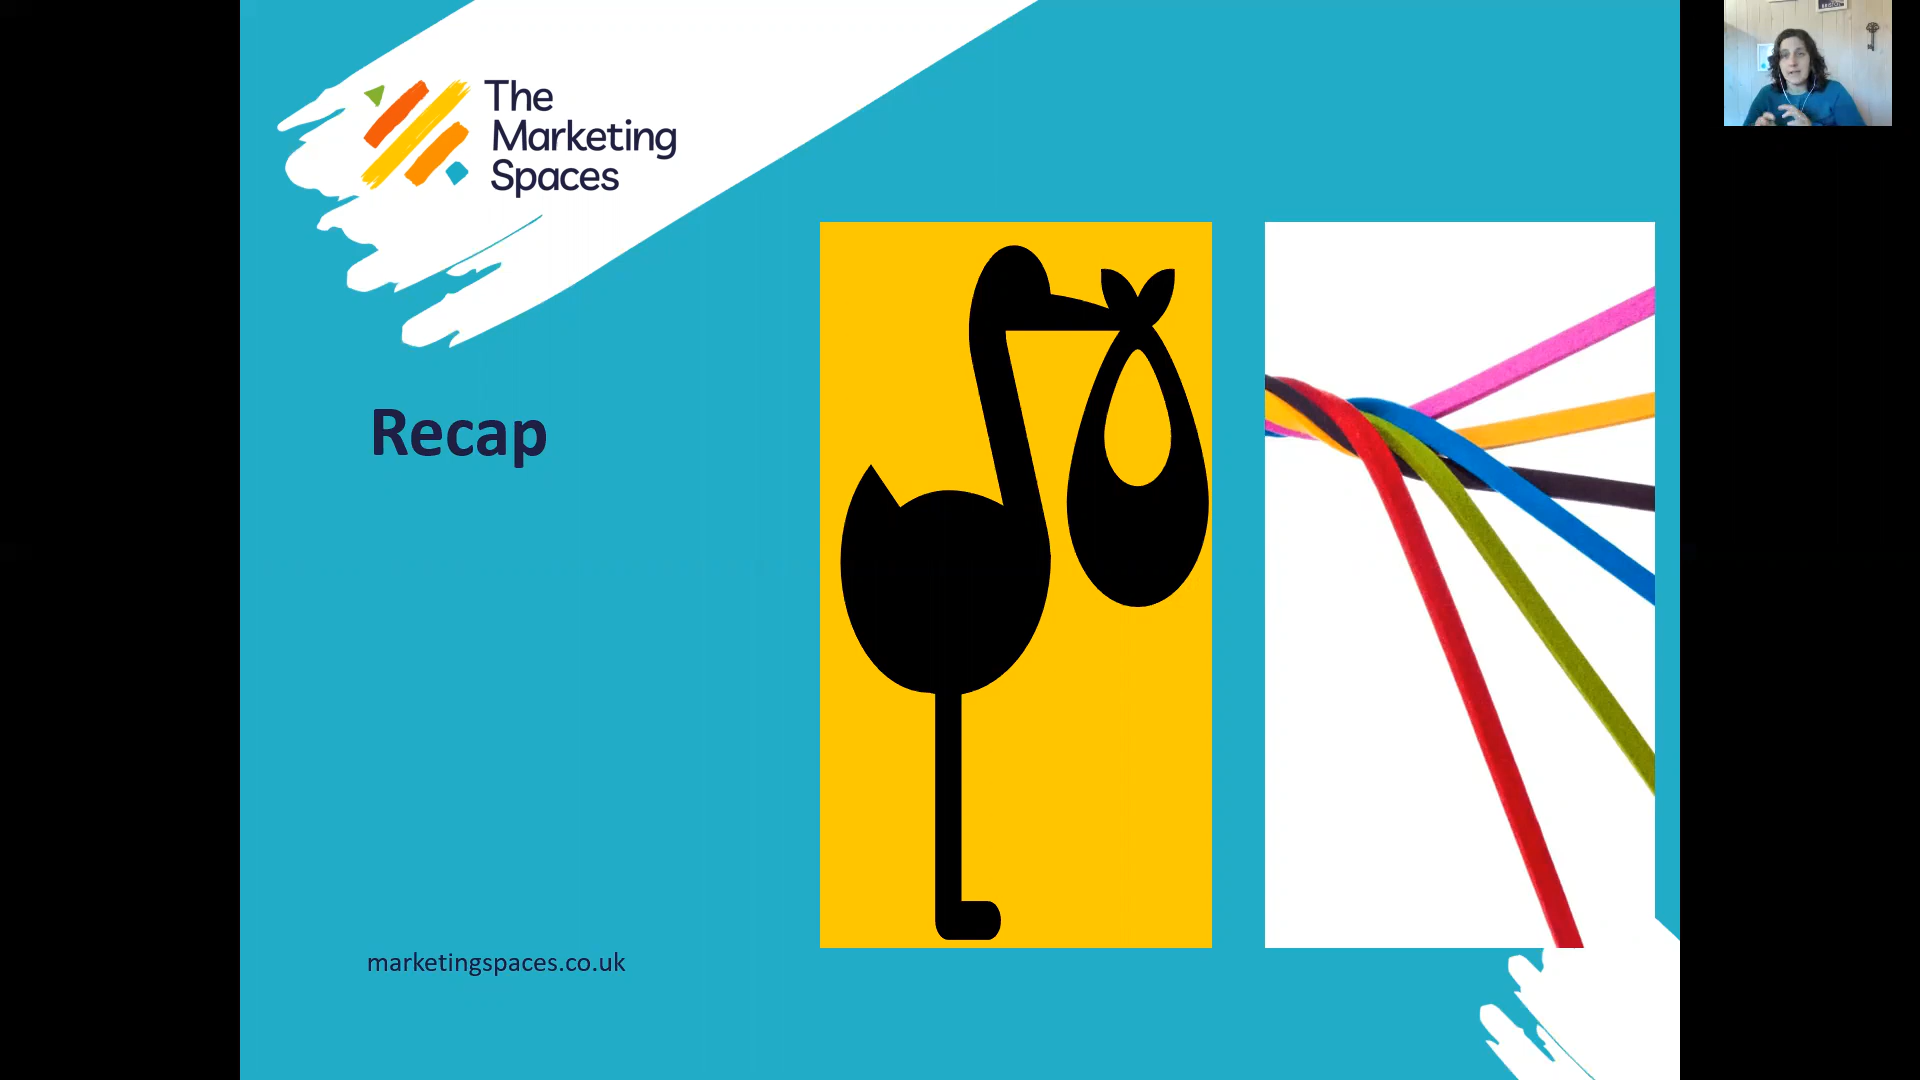 The
Marketing
Spaces
Recap
marketingspaces.co.uk